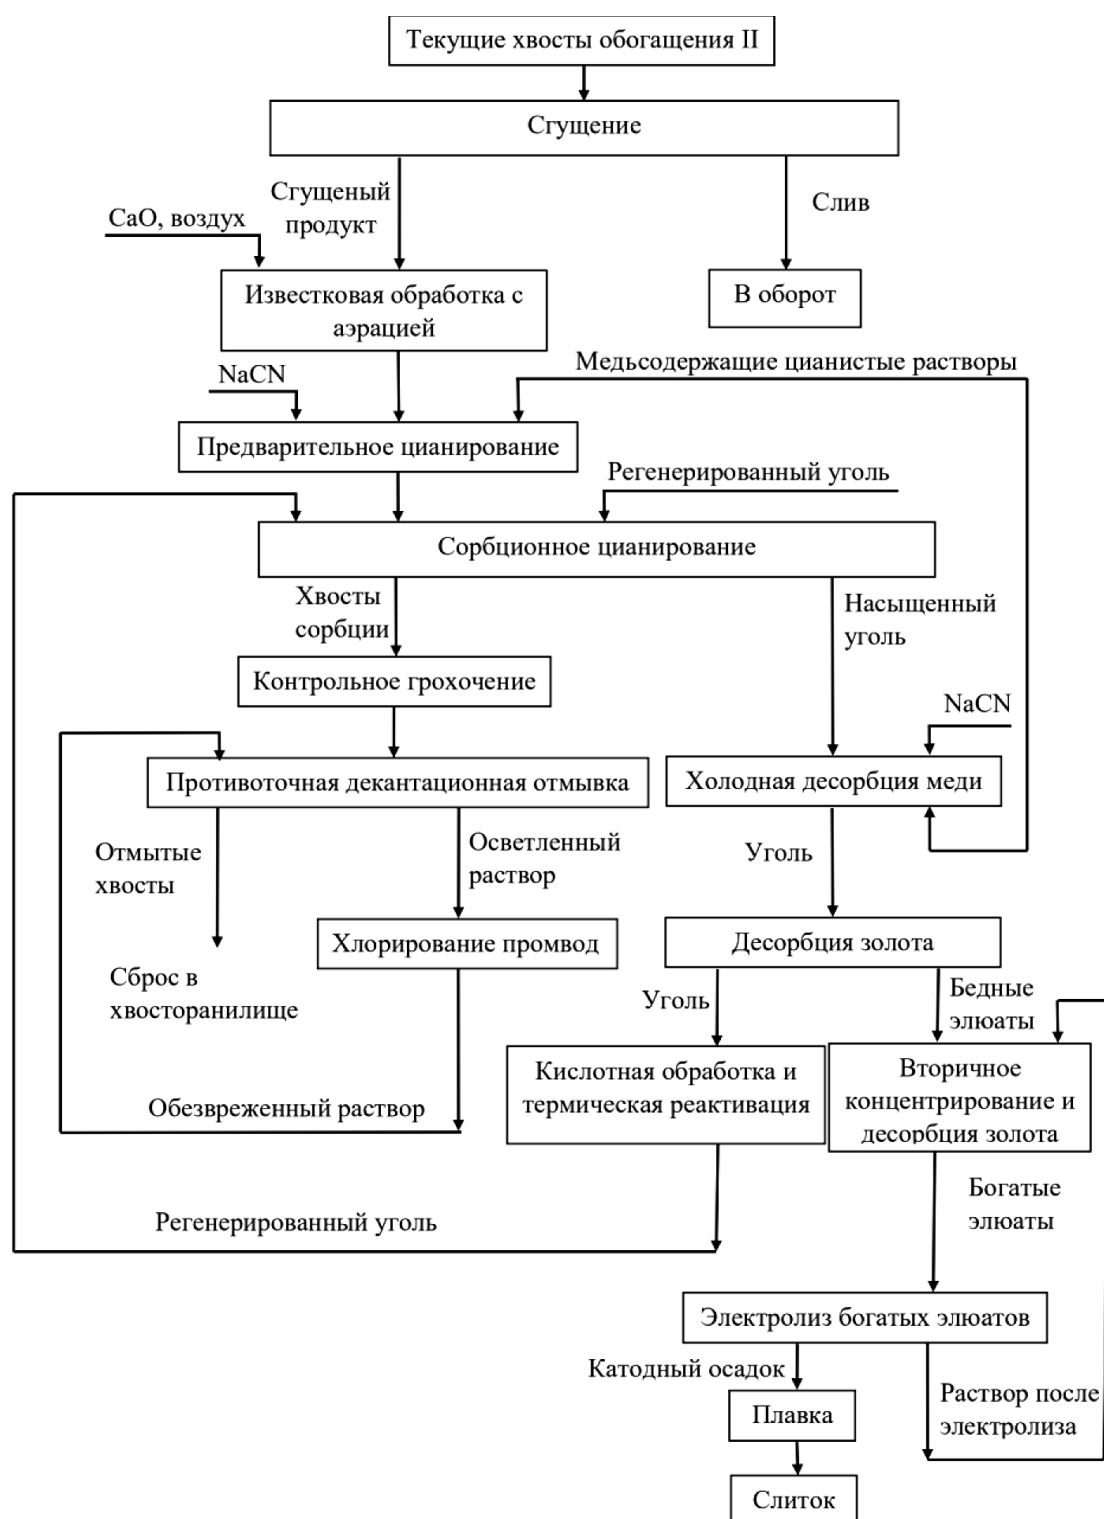 Текущие хвосты обогащения II
Сгущение
Сгущеный
продукт
Слив
CaO, воздух
Известковая обработка с
аэрацией
В оборот
Медьсодержащие цианистые растворы
NaCN
Предварительное цианирование
Регенерированный уголь
Сорбционное цианирование
Хвосты
сорбции
Насыщенный
уголь
Контрольное грохочение
NaCN
Противоточная декантационная отмывка
Холодная десорбция меди
Отмытые
хвосты
Осветленный
раствор
Уголь
Хлорирование промвод
Десорбция золота
Сброс в
хвосторанилище
Уголь
Бедные
элюаты
Кислотная обработка и
термическая реактивация
Вторичное
концентрирование и
десорбция золота
Обезвреженный раствор
Богатые
элюаты
Регенерированный уголь
Электролиз богатых элюатов
Катодный осадок
Раствор после
электролиза
Плавка
Слиток